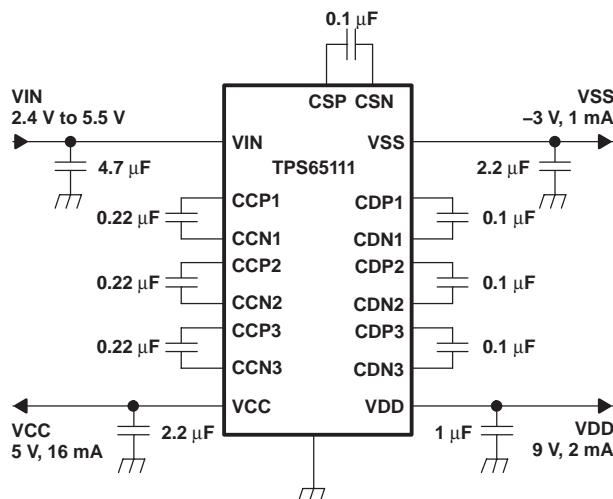 0.1 μF
CSP CSN
VIN
2.4 V to 5.5 V
VSS
–3 V, 1 mA
VIN
VSS
TPS65111
4.7 μF
2.2 μF
CCP1
CDP1
0.22 μF
0.1 μF
CCN1
CDN1
CCP2
CDP2
0.22 μF
0.1 μF
CCN2
CDN2
CCP3
CDP3
0.22 μF
0.1 μF
CCN3
CDN3
VCC
VDD
VCC
5 V, 16 mA
2.2 μF
1 μF
VDD
9 V, 2 mA